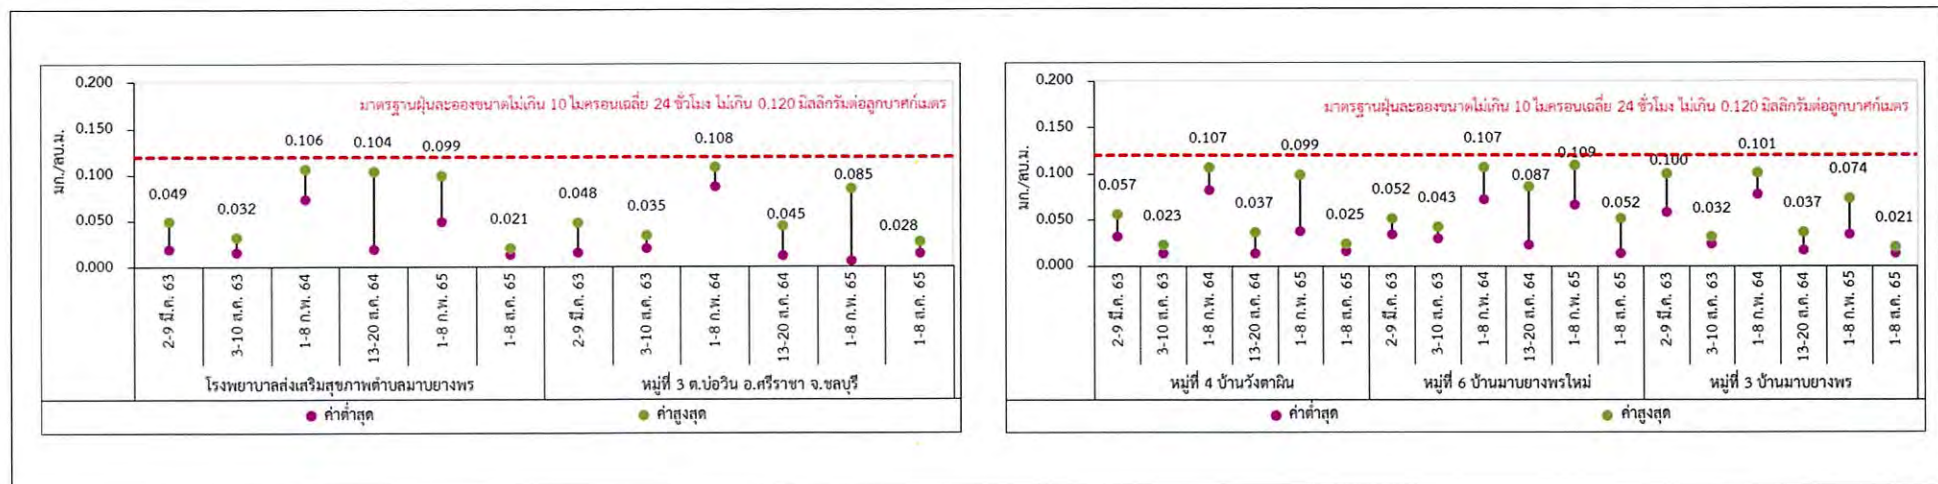 มาตรฐานฝุ่นละอองขนาดไม่เกิน 10 ไมครอนเฉลี่ย 24 ชั่วโมง ไม่เกิน 0.120 มิลลิกรัมต่อลูกบาศก์เมตร
มก./ลบ.ม.
0.200
0.150
0.100
0.050
0.000
0.049 0.032 0.106 0.104 0.099 0.021 0.048 0.035 0.108 0.045 0.085 0.028
2-9 มี.ค. 63
3-10 ส.ค. 63
1-8 ก.พ. 64
13-20 ส.ค. 64
1-8 ก.พ. 65
1-8 ส.ค. 65
2-9 มี.ค. 63
3-10 ส.ค. 63
1-8 ก.พ. 64
13-20 ส.ค. 64
1-8 ก.พ. 65
1-8 ส.ค. 65
โรงพยาบาลส่งเสริมสุขภาพตำบลมาบยางพร หมู่ที่ 3 ต.บ่อวิน อ.ศรีราชา จ.ชลบุรี
ค่าต่ำสุด ค่าสูงสุด
มาตรฐานฝุ่นละอองขนาดไม่เกิน 10 ไมครอนเฉลี่ย 24 ชั่วโมง ไม่เกิน 0.120 มิลลิกรัมต่อลูกบาศก์เมตร
มก./ลบ.ม.
0.200
0.150
0.100
0.050
0.000
0.057 0.023 0.107 0.037 0.099 0.025 0.052 0.043 0.107 0.087 0.109 0.052 0.100 0.032 0.101 0.037 0.074 0.021
2-9 มี.ค. 63
3-10 ส.ค. 63
1-8 ก.พ. 64
13-20 ส.ค. 64
1-8 ก.พ. 65
1-8 ส.ค. 65
2-9 มี.ค. 63
3-10 ส.ค. 63
1-8 ก.พ. 64
13-20 ส.ค. 64
1-8 ก.พ. 65
1-8 ส.ค. 65
2-9 มี.ค. 63
3-10 ส.ค. 63
1-8 ก.พ. 64
13-20 ส.ค. 64
1-8 ก.พ. 65
1-8 ส.ค. 65
หมู่ที่ 4 บ้านวังตาผิน หมู่ที่ 6 บ้านมาบยางพรใหม่ หมู่ที่ 3 บ้านมาบยางพร
ค่าต่ำสุด ค่าสูงสุด